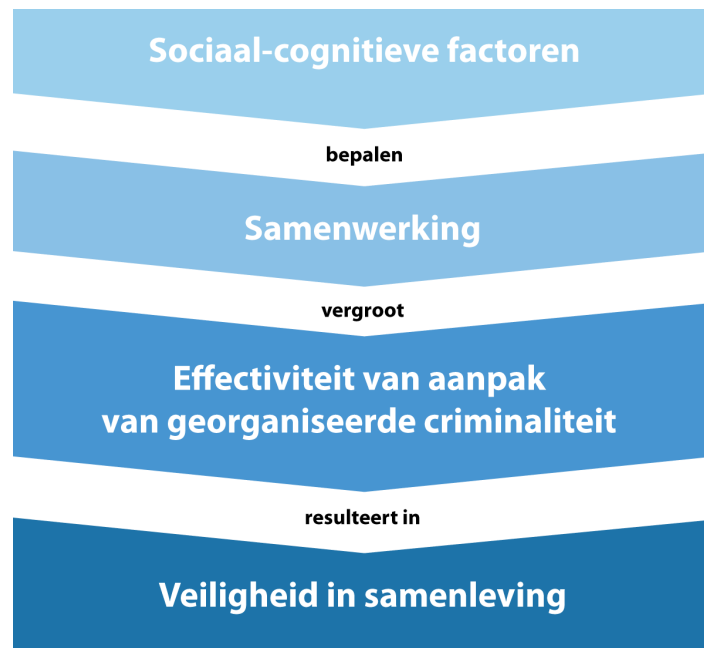 Sociaal-cognitieve factoren
bepalen
Samenwerking
vergroot
Effectiviteit van aanpak
van georganiseerde criminaliteit
resulteert in
Veiligheid in samenleving